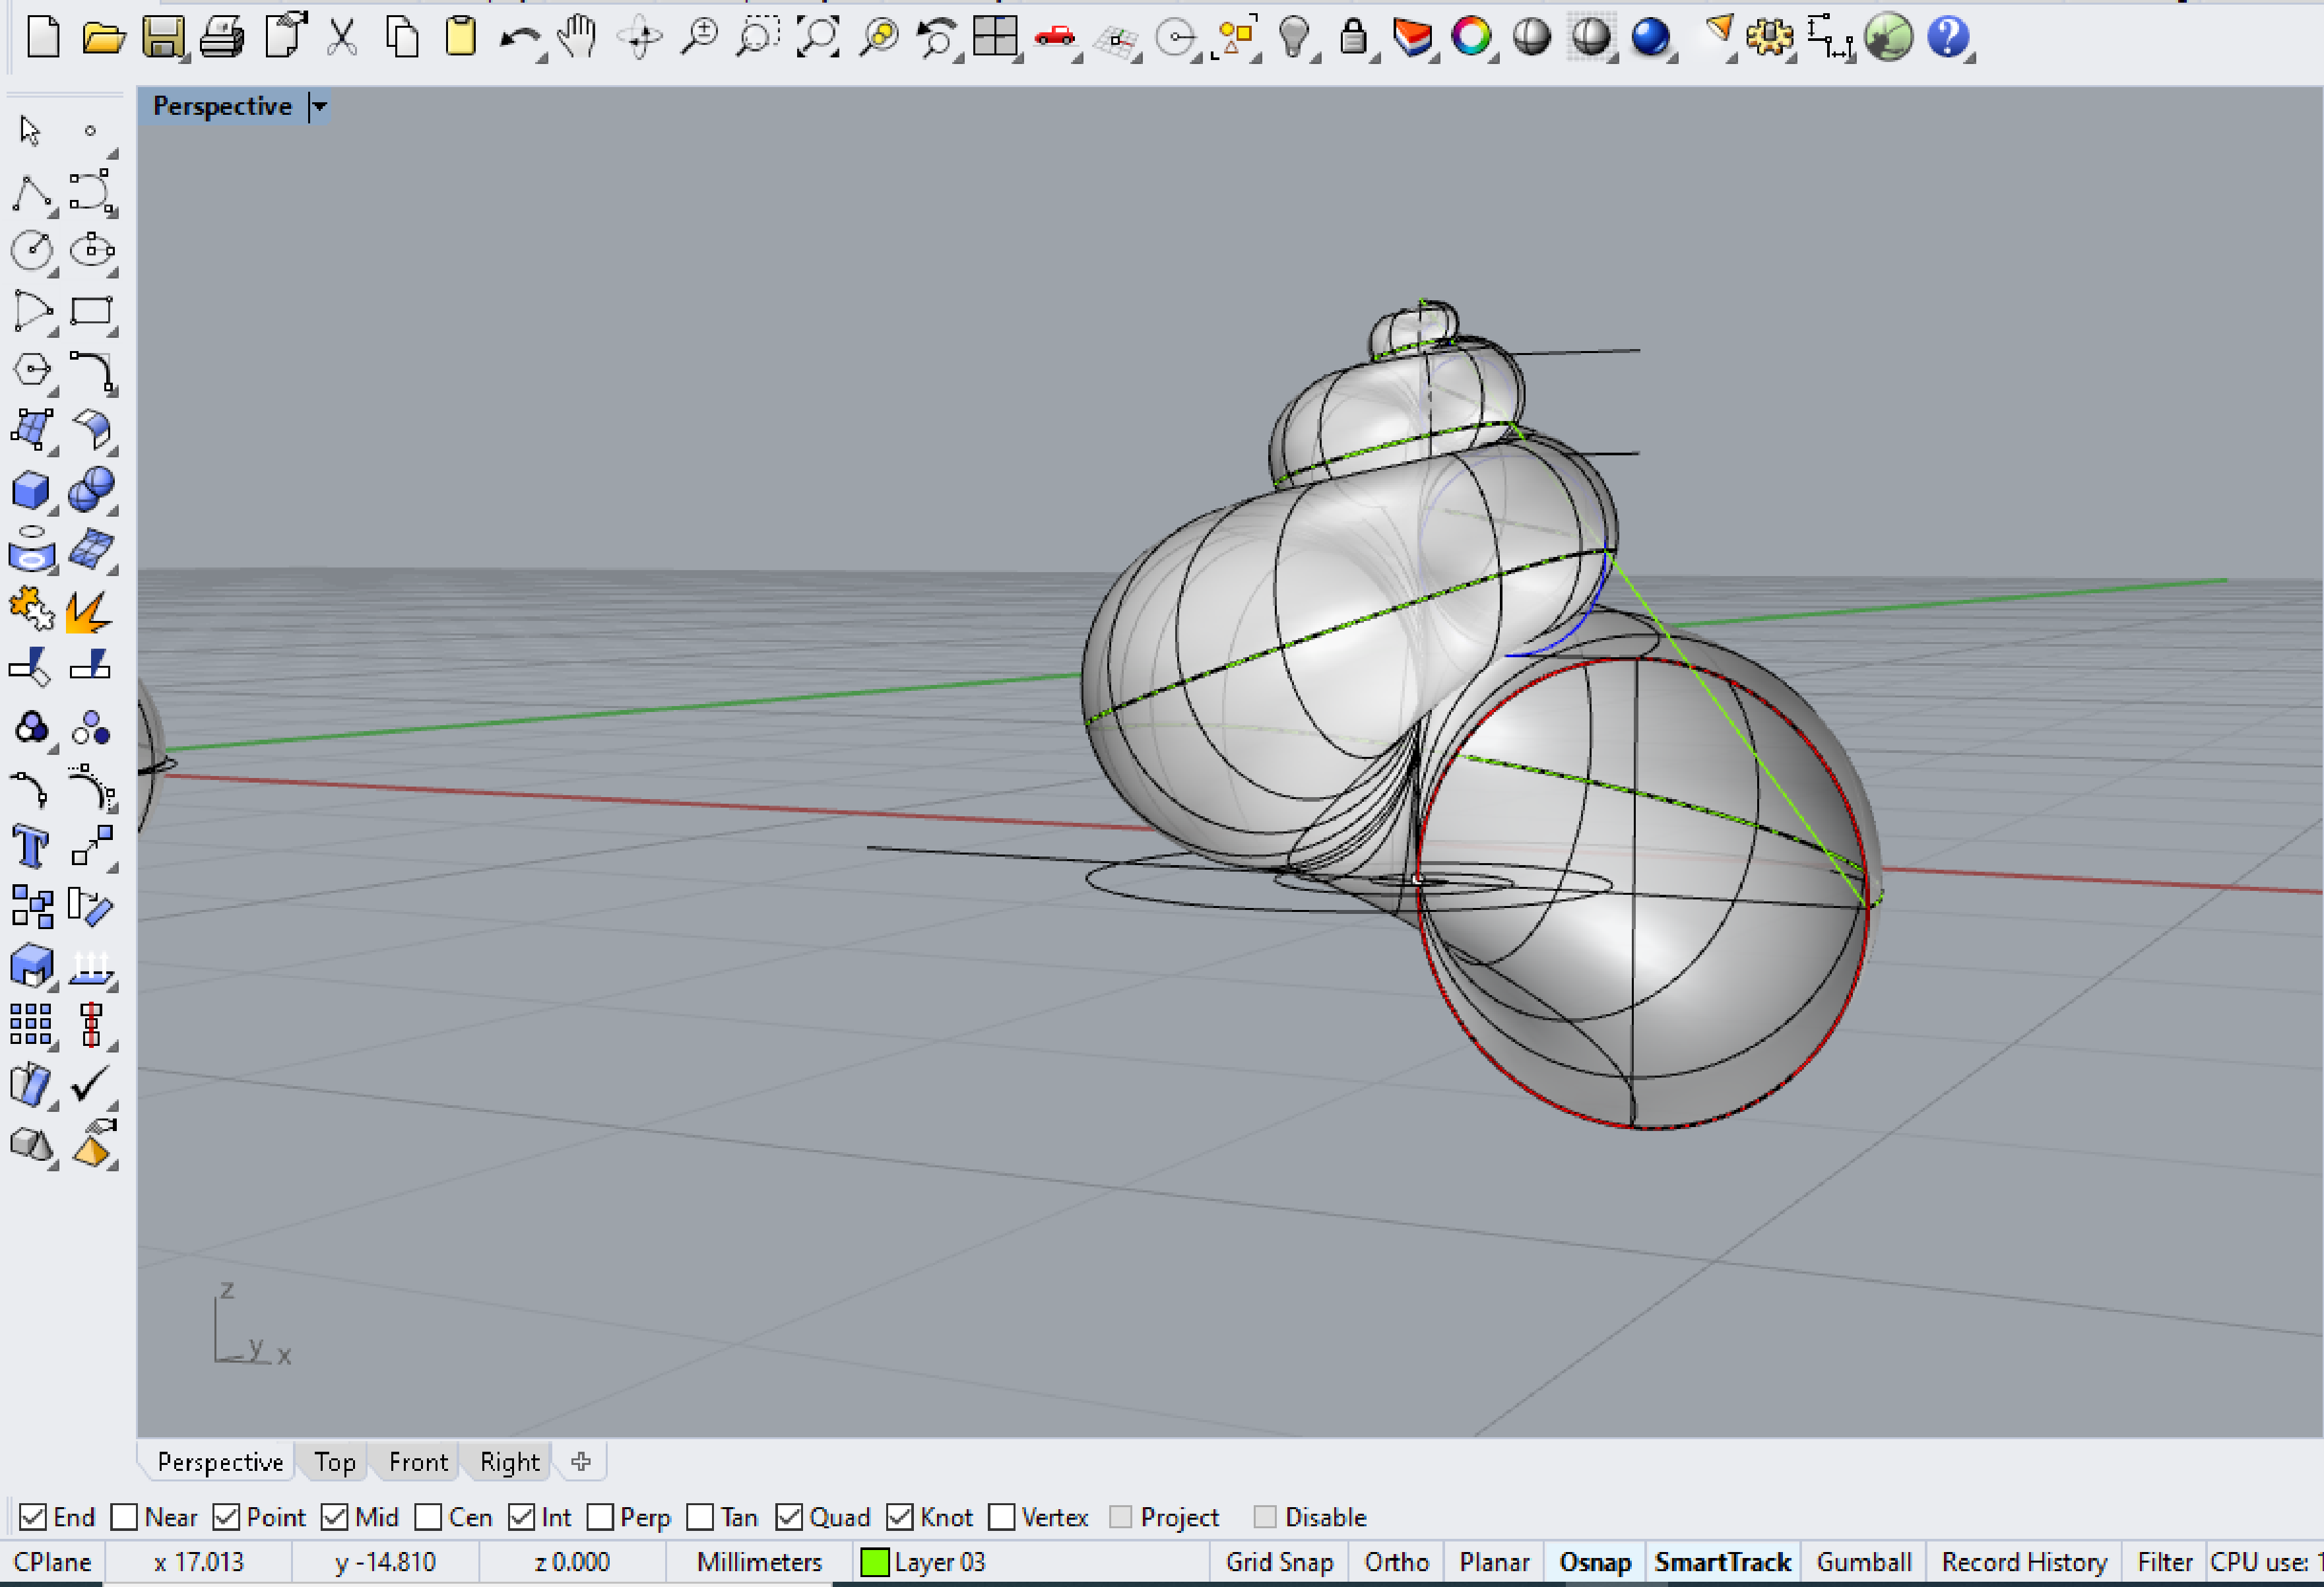 Perspective
z
y x
Perspective Top Front Right
End Near Point Mid Cen Int Perp Tan Quad Knot Vertex Project Disable
CPlane x 17.013 y -14.810 z 0.000 Millimeters Layer 03 Grid Snap Ortho Planar Osnap SmartTrack Gumball Record History Filter CPU use: 1